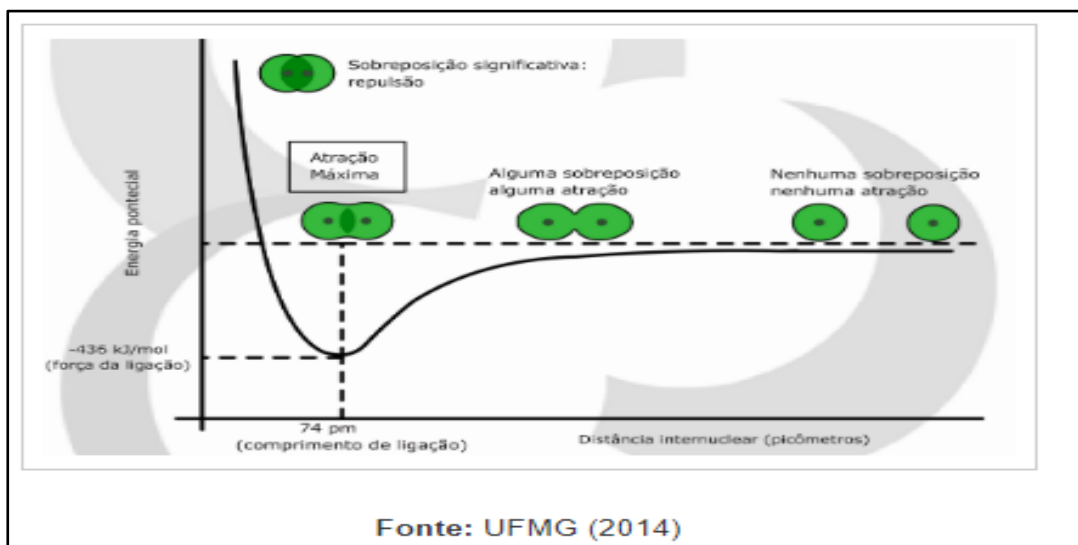 Sobreposição significativa:
repulsão
Atração
Máxima
Alguma sobreposição
alguma atração
Nenhuma sobreposição
nenhuma atração
Energia pontecial
-436 kJ/mol
(força da ligação)
74 pm
(comprimento de ligação)
Distância internuclear (picômetros)
Fonte: UFMG (2014)